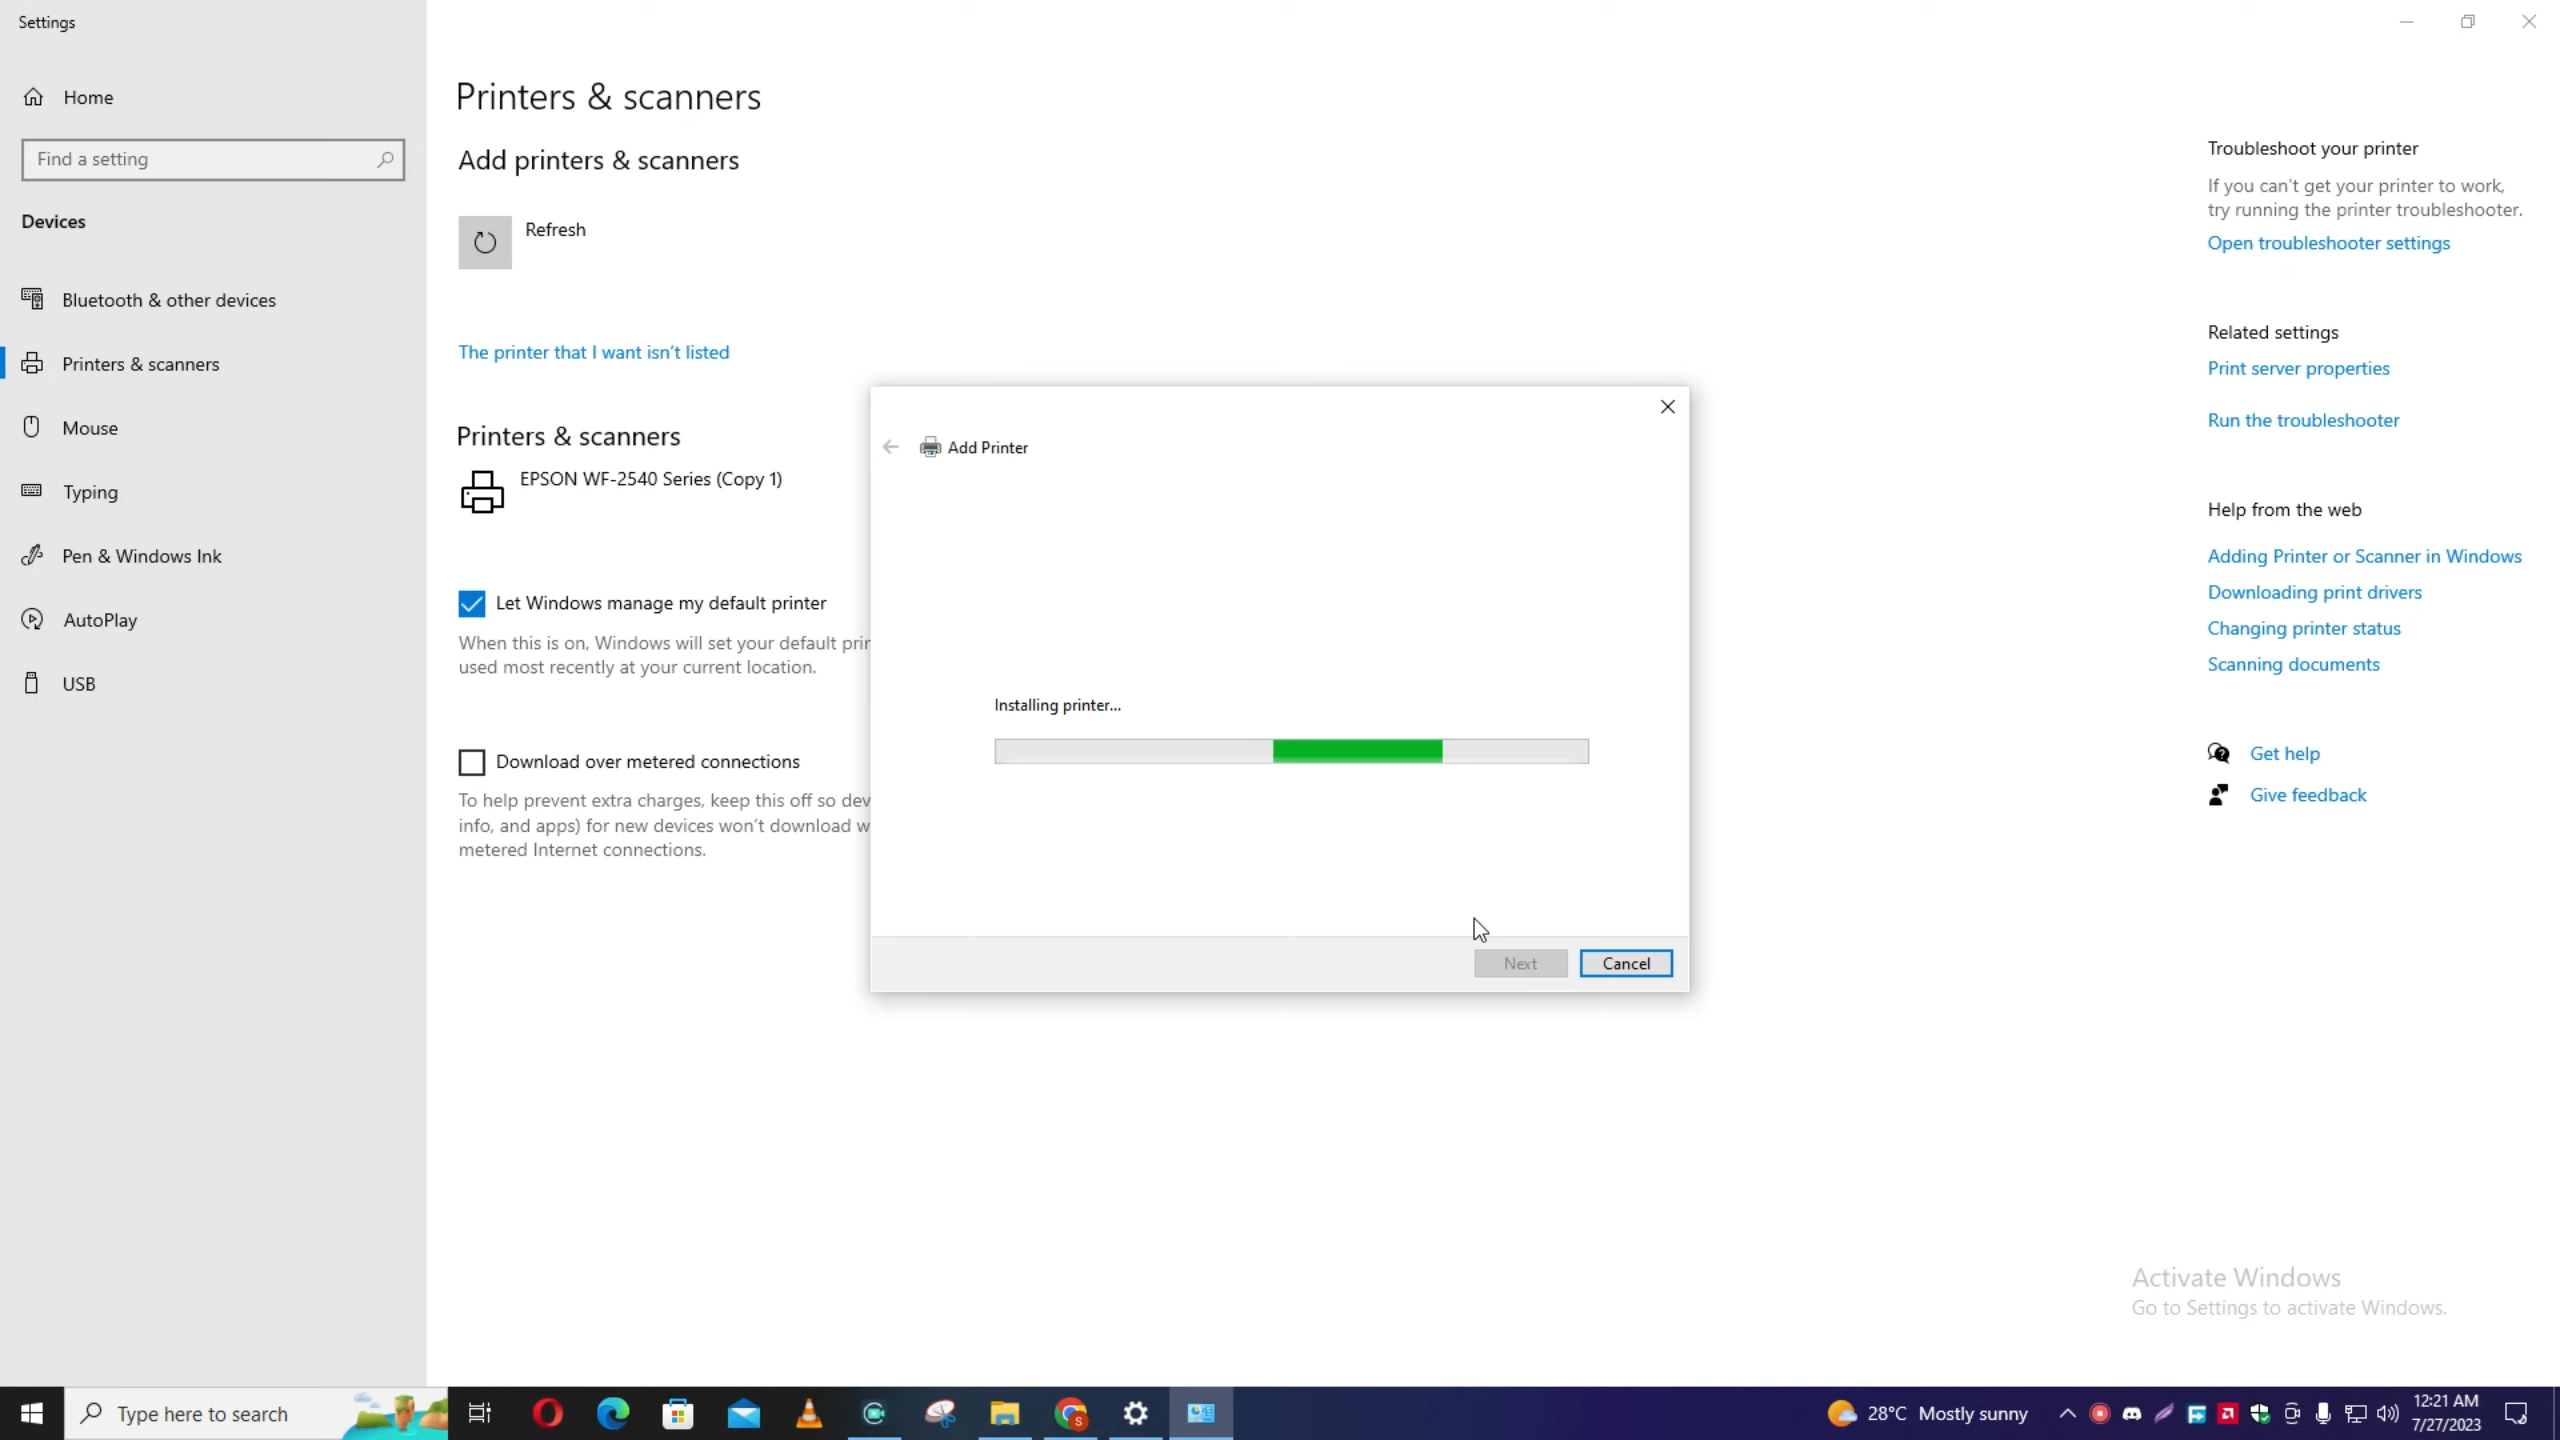 Settings
Home
Find a setting
Devices
Bluetooth & other devices
Printers & scanners
Mouse
Typing
Pen & Windows Ink
AutoPlay
USB
Printers & scanners
Add printers & scanners
Refresh
The printer that I want isn't listed
Printers & scanners
EPSON WF-2540 Series (Copy 1)
Let Windows manage my default printer
When this is on, Windows will set your default prin
used most recently at your current location.
Download over metered connections
To help prevent extra charges, keep this off so dev
info, and apps) for new devices won't download w
metered Internet connections.
Add Printer
Installing printer...
Next
Cancel
Troubleshoot your printer
If you can't get your printer to work,
try running the printer troubleshooter.
Open troubleshooter settings
Related settings
Print server properties
Run the troubleshooter
Help from the web
Adding Printer or Scanner in Windows
Downloading print drivers
Changing printer status
Scanning documents
Get help
Give feedback
Activate Windows
Go to Settings to activate Windows.
Type here to search
S
28°C Mostly sunny
12:21 AM
7/27/2023